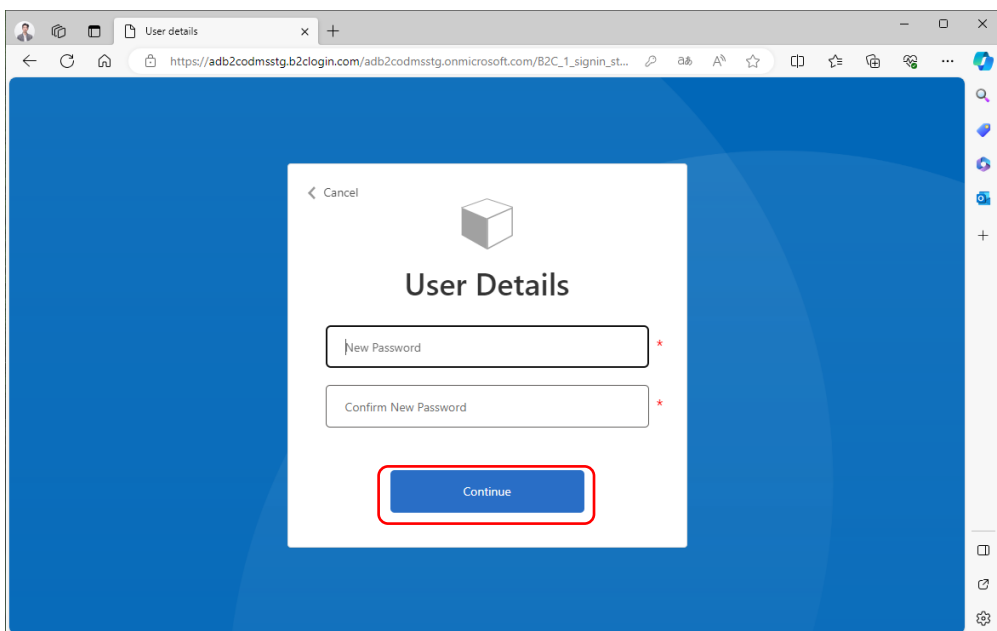 User details
https://adb2codmsstg.b2clogin.com/adb2codmsstg.onmicrosoft.com/B2C_1_signin_st...
Cancel
User Details
New Password *
Confirm New Password *
Continue